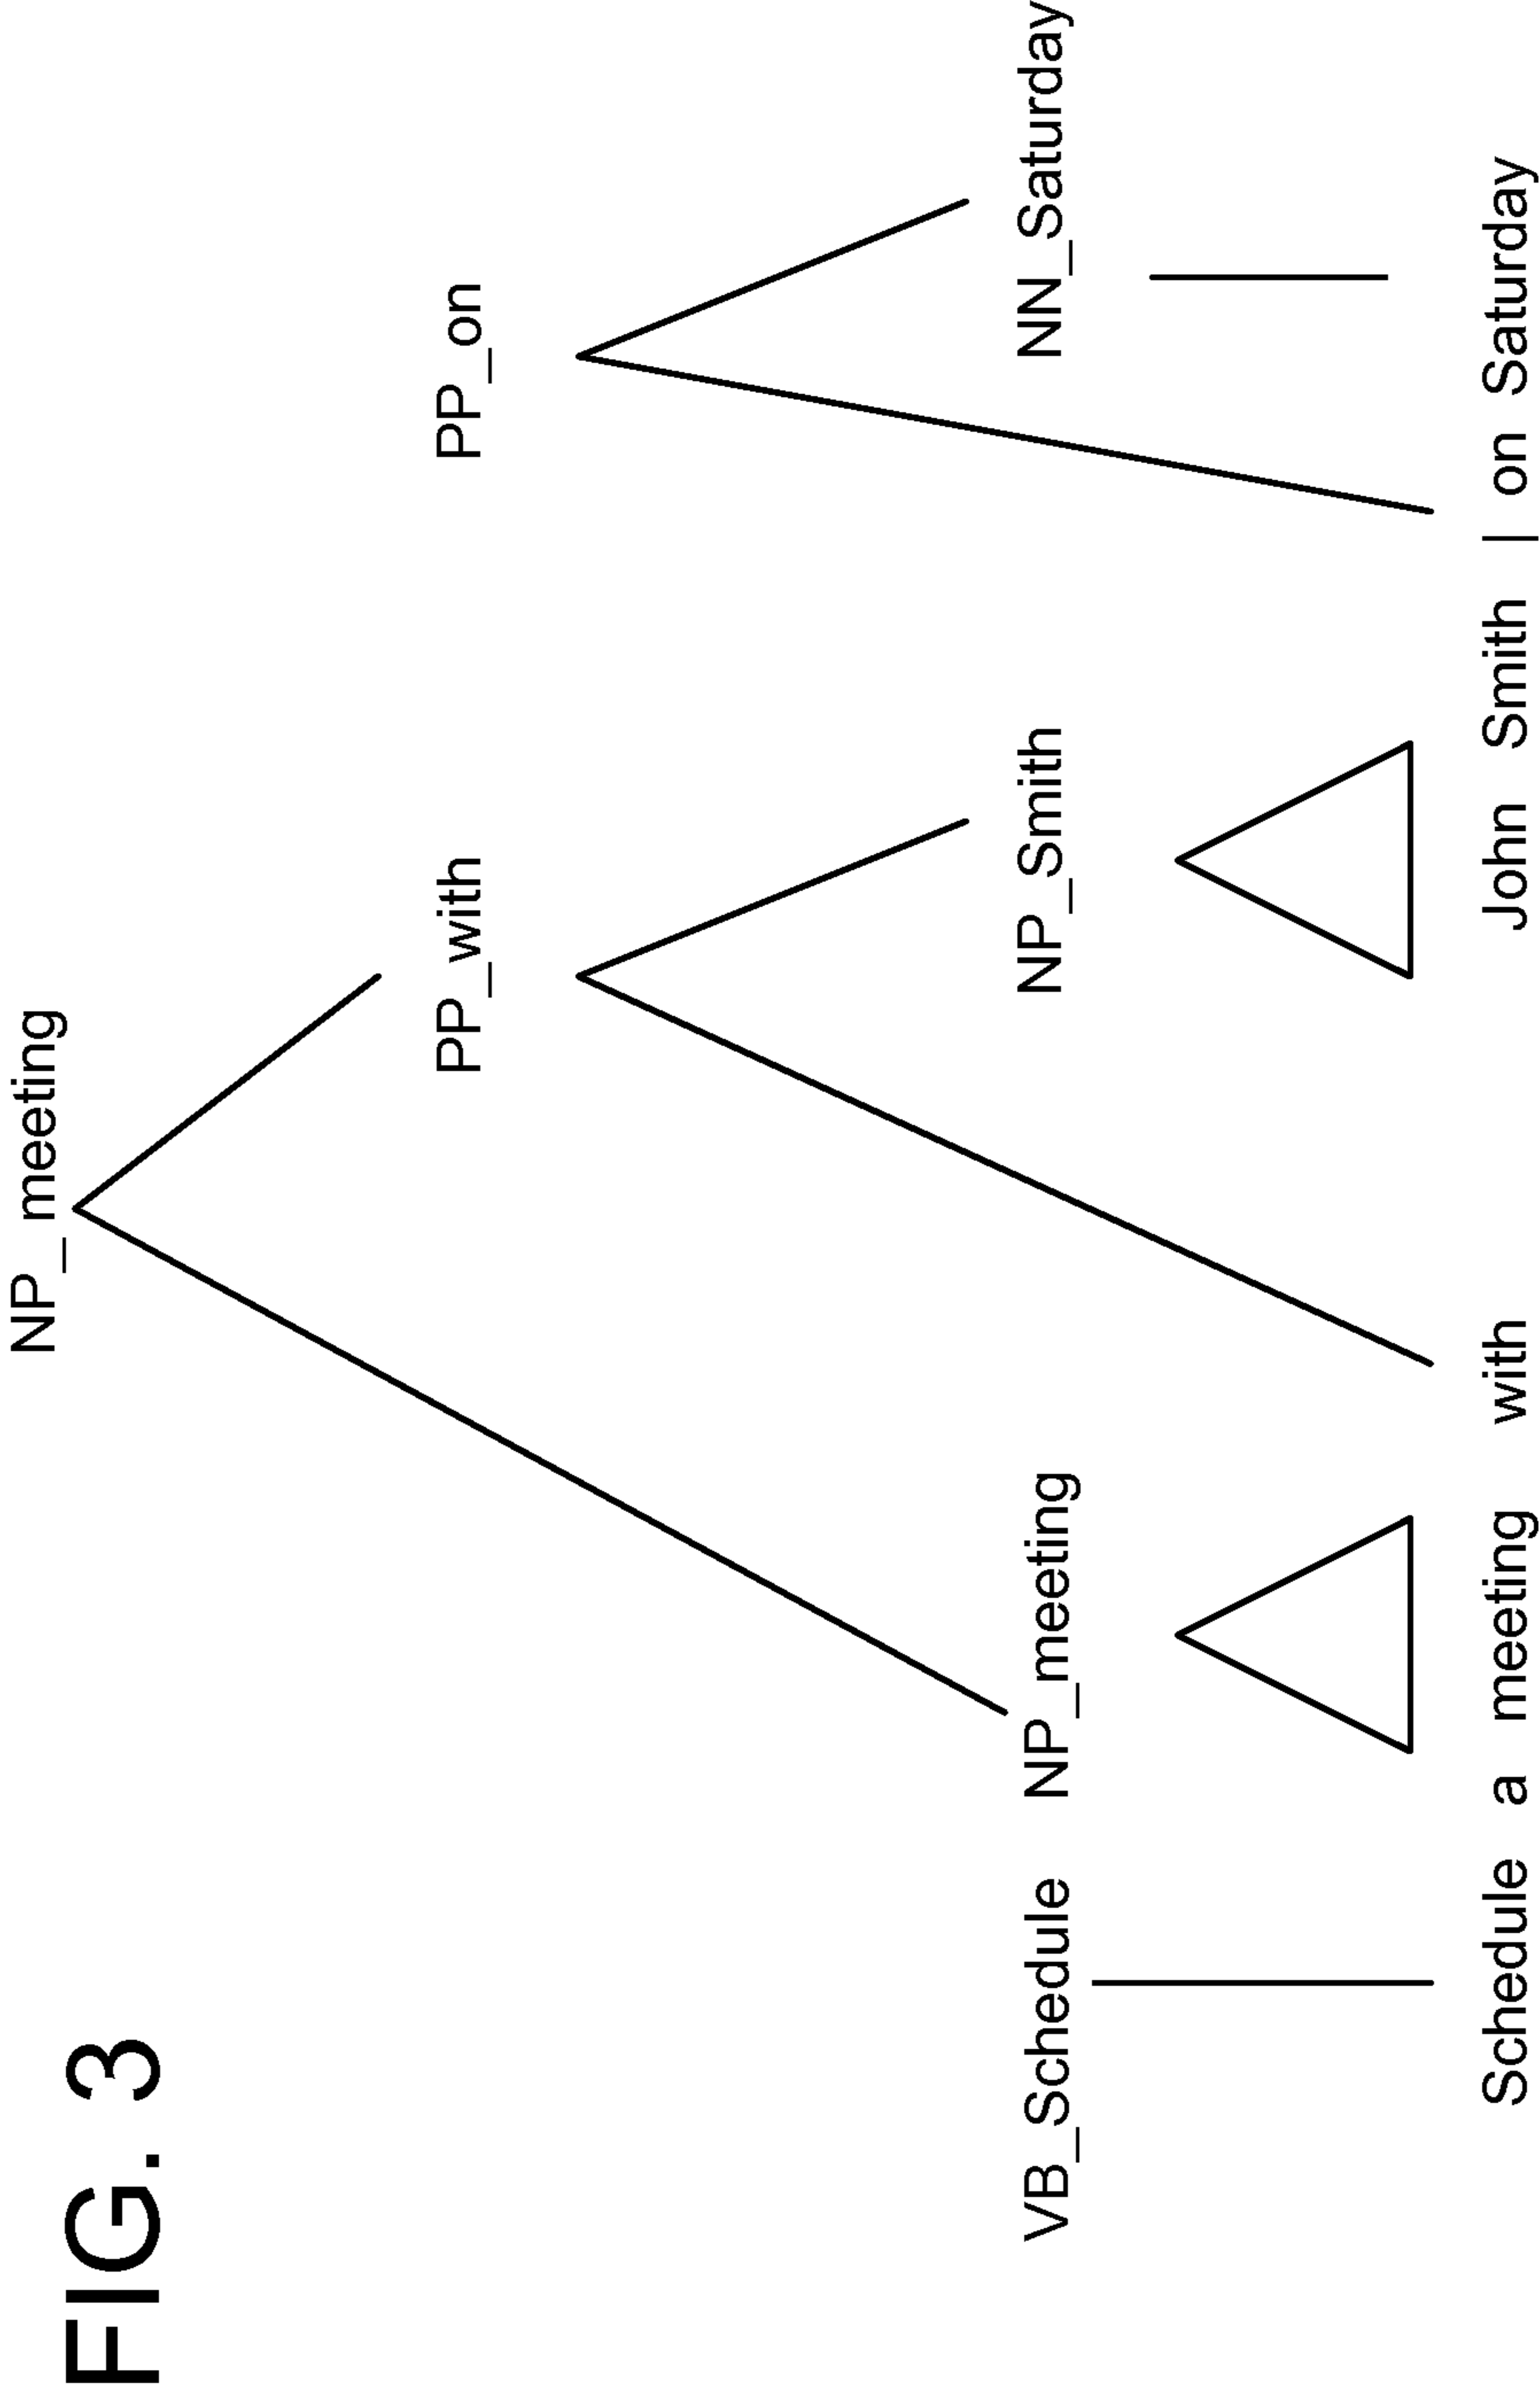 FIG. 3
NP_meeting
PP_with PP_on
VB_Schedule NP_meeting NP_Smith NN_Saturday
Schedule a meeting with John Smith | on Saturday